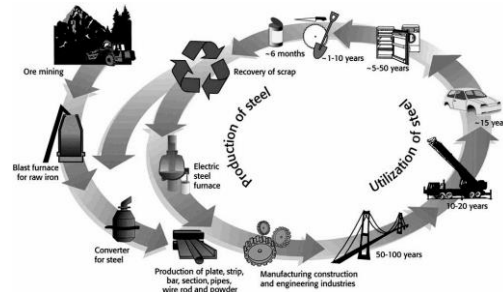 Ore mining
~6 months
~1-10 years
~5-50 years
Recovery of scrap
~15 yea
Production of steel
Utilization of steel
Blast furnace
for raw iron
Electric
steel
furnace
10-20 years
Converter
for steel
50-100 years
Production of plate, strip,
bar, section, pipes,
wire rod and powder
Manufacturing construction
and engineering industries